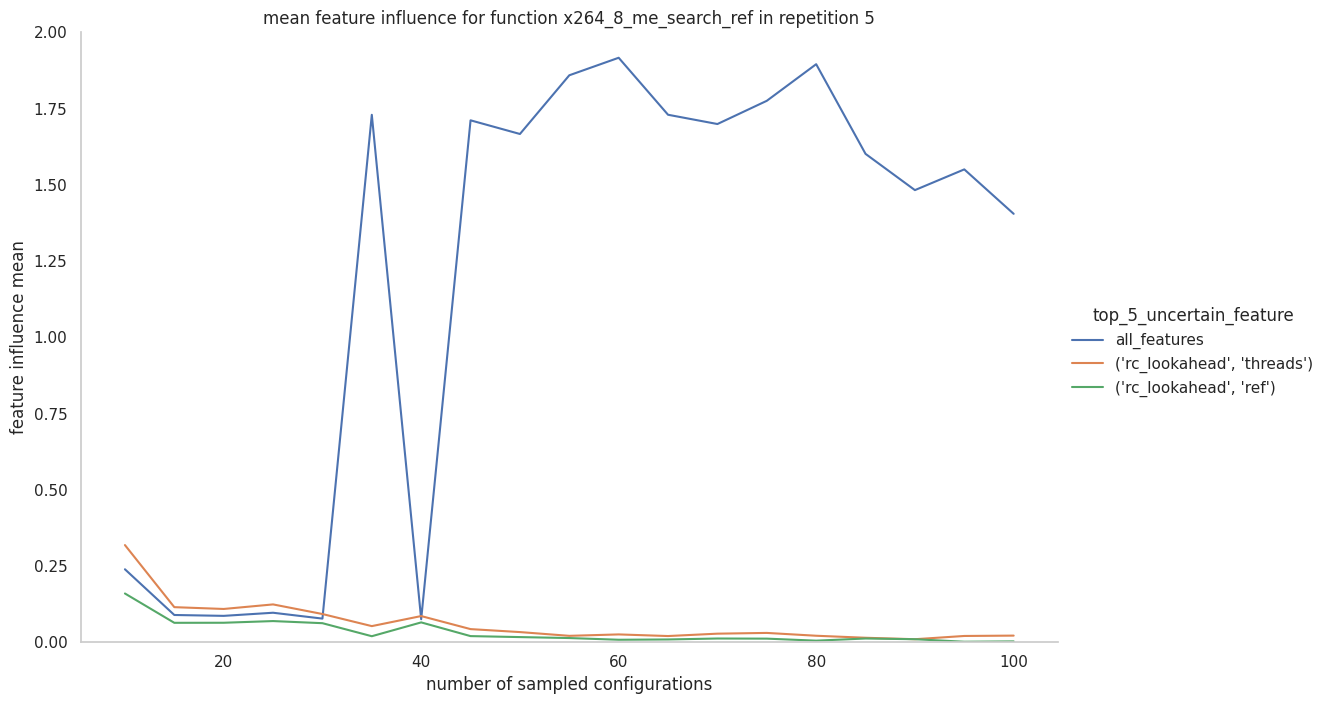 mean feature influence for function x264_8_me_search_ref in repetition 5
2.00
1.75
1.50
1.25
1.00
0.75
0.50
0.25
0.00
feature influence mean
20
40
60
80
100
number of sampled configurations
top_5_uncertain_feature
all_features
('rc_lookahead', 'threads')
('rc_lookahead', 'ref')